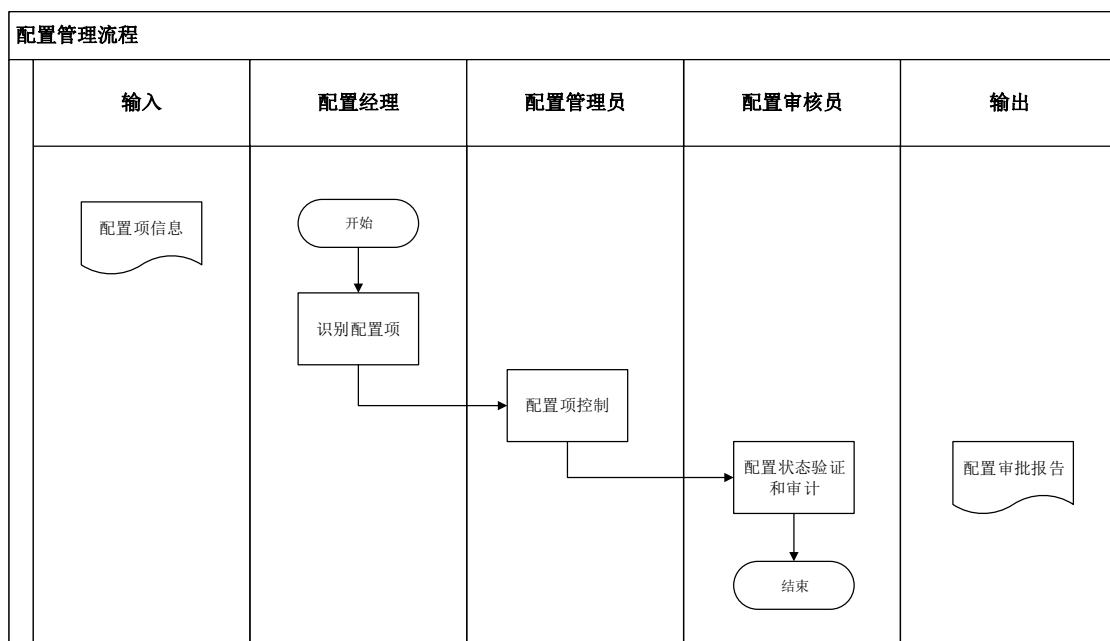 配置管理流程
输入
配置经理
配置管理员
配置审核员
输出
配置项信息
开始
识别配置项
配置项控制
配置状态验证
和审计
配置审批报告
结束